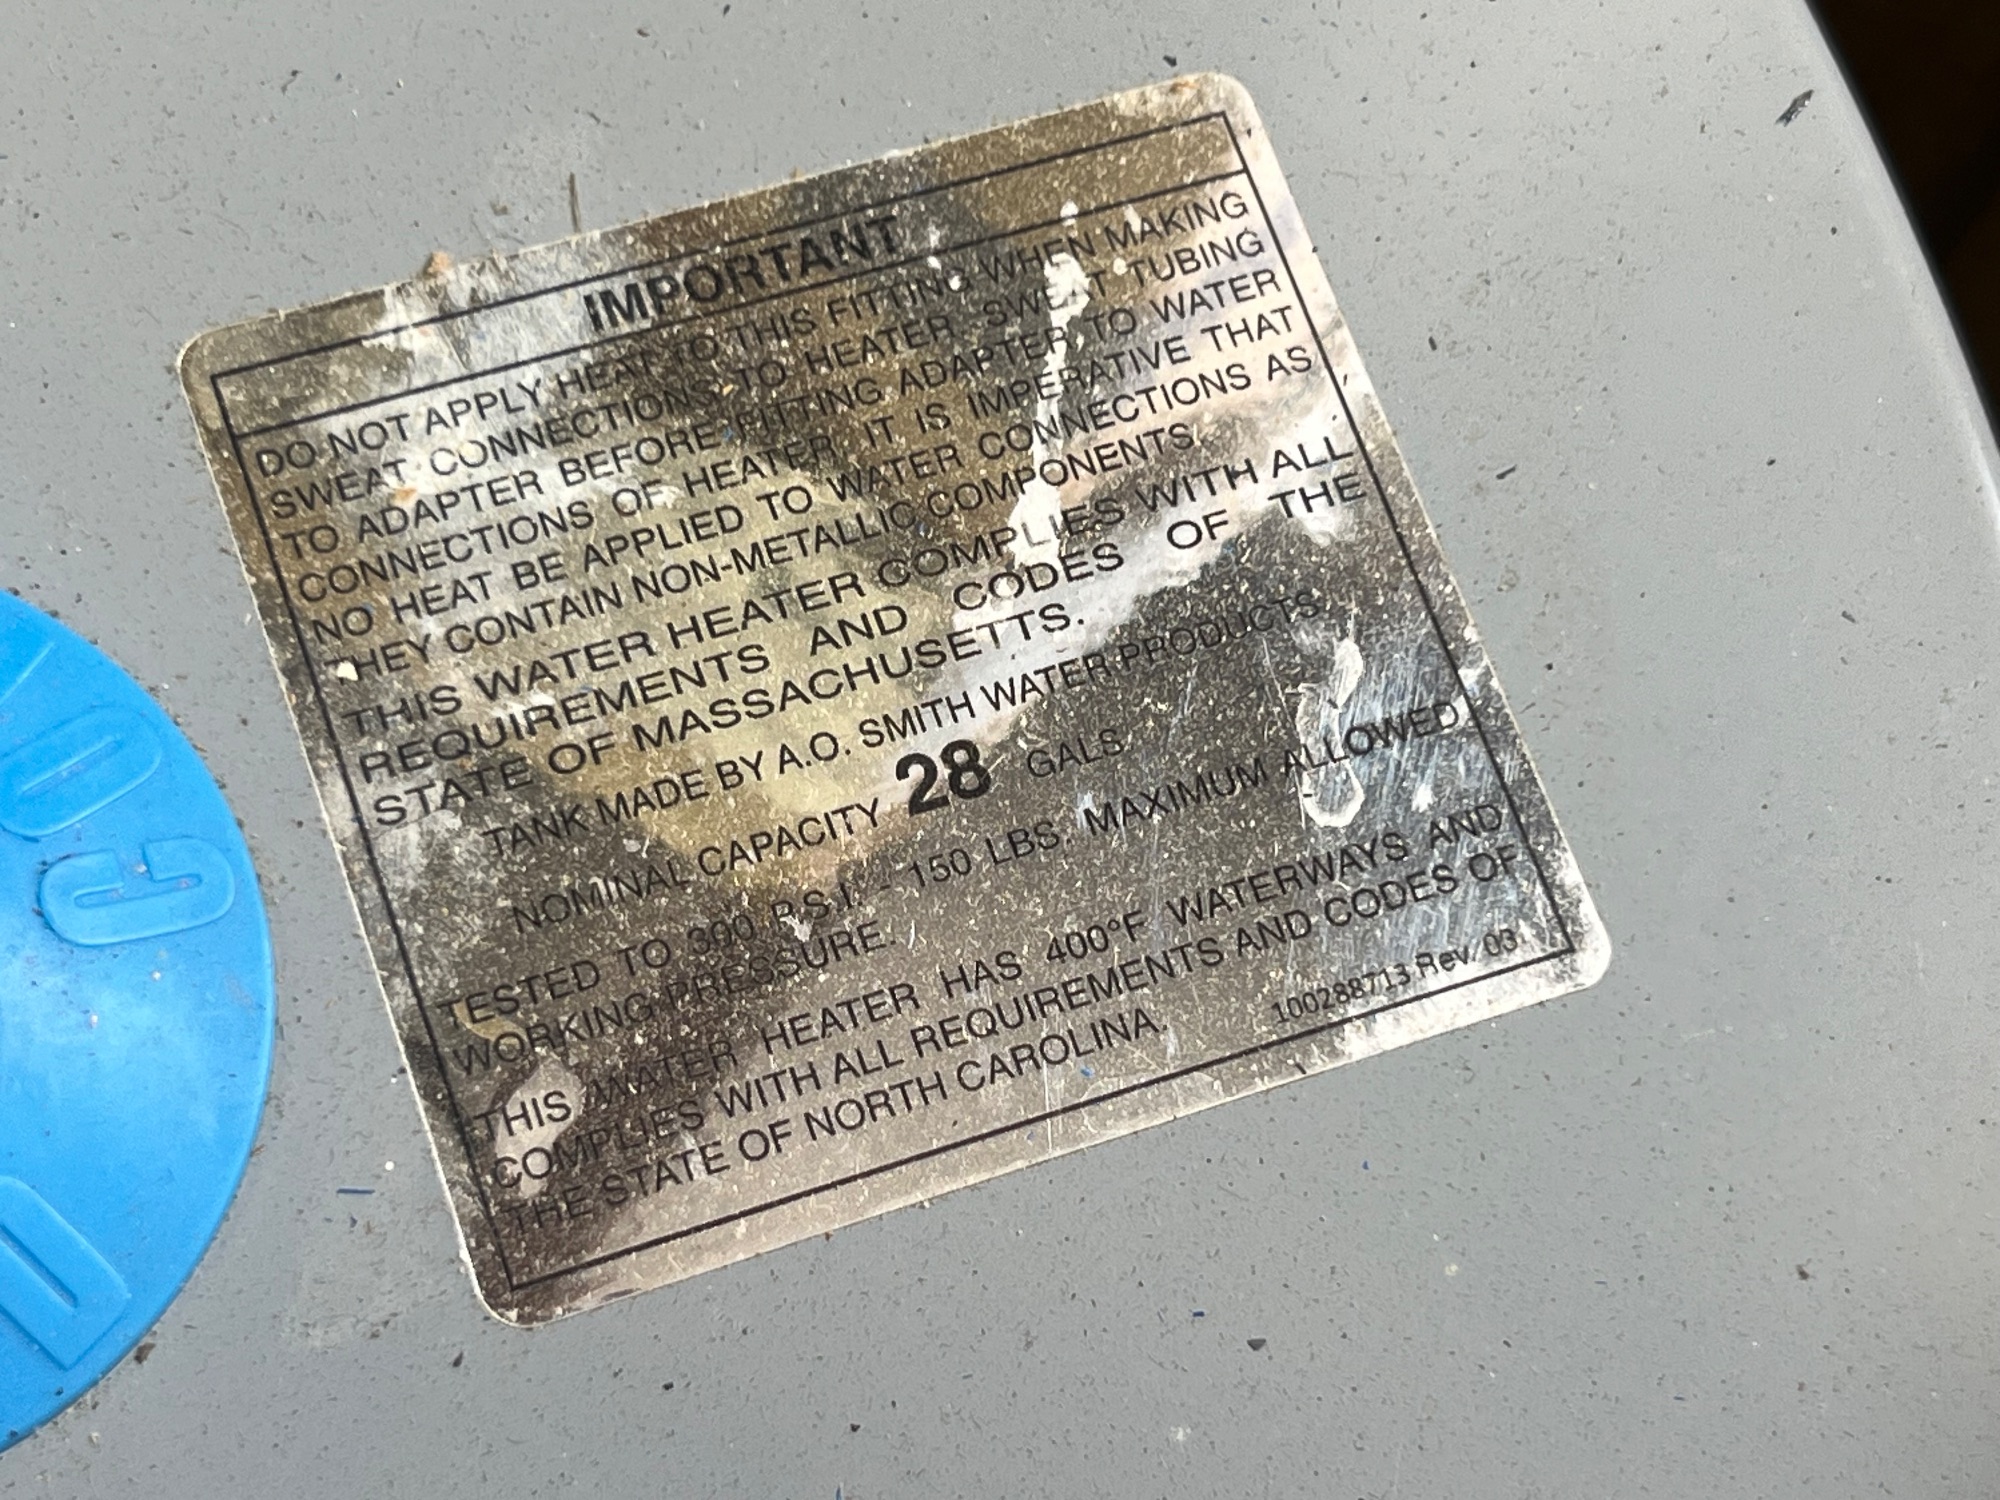 IMPORTANT
DO NOT APPLY HEAT TO THIS FITTING WHEN MAKING
SWEAT CONNECTIONS TO HEATER. SWEAT TUBING
TO ADAPTER BEFORE FITTING ADAPTER TO WATER
CONNECTIONS OF HEATER. IT IS IMPERATIVE THAT
NO HEAT BE APPLIED TO WATER CONNECTIONS AS
THEY CONTAIN NON-METALLIC COMPONENTS.
THIS WATER HEATER COMPLIES WITH ALL
REQUIREMENTS AND CODES OF THE
STATE OF MASSACHUSETTS.
TANK MADE BY A.O. SMITH WATER PRODUCTS
NOMINAL CAPACITY 28 GALS
TESTED TO 300 P.S.I. - 150 LBS. MAXIMUM ALLOWED
WORKING PRESSURE.
THIS WATER HEATER HAS 400°F WATERWAYS AND
COMPLIES WITH ALL REQUIREMENTS AND CODES OF
THE STATE OF NORTH CAROLINA.
100288713 Rev. 03